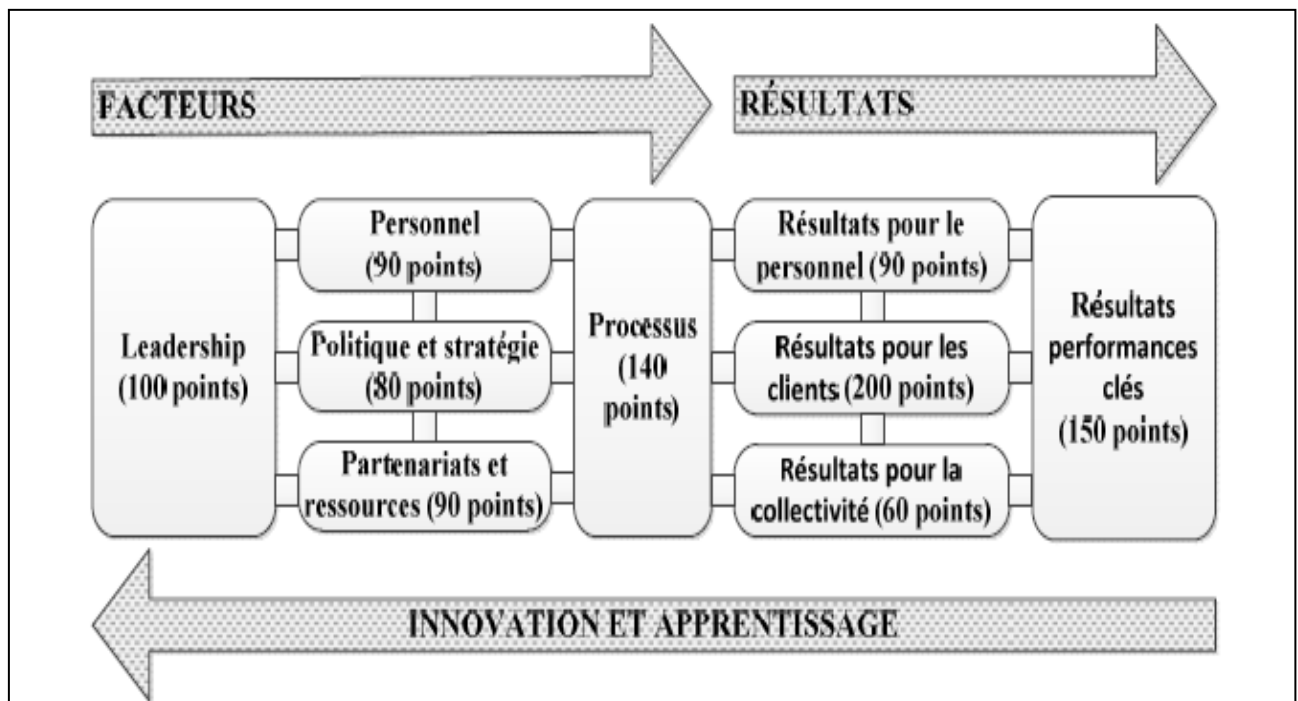 FACTEURS
RÉSULTATS
Leadership
(100 points)
Personnel
(90 points)
Politique et stratégie
(80 points)
Partenariats et
ressources (90 points)
Processus
(140
points)
Résultats pour le
personnel (90 points)
Résultats pour les
clients (200 points)
Résultats pour la
collectivité (60 points)
Résultats
performances
clés
(150 points)
INNOVATION ET APPRENTISSAGE